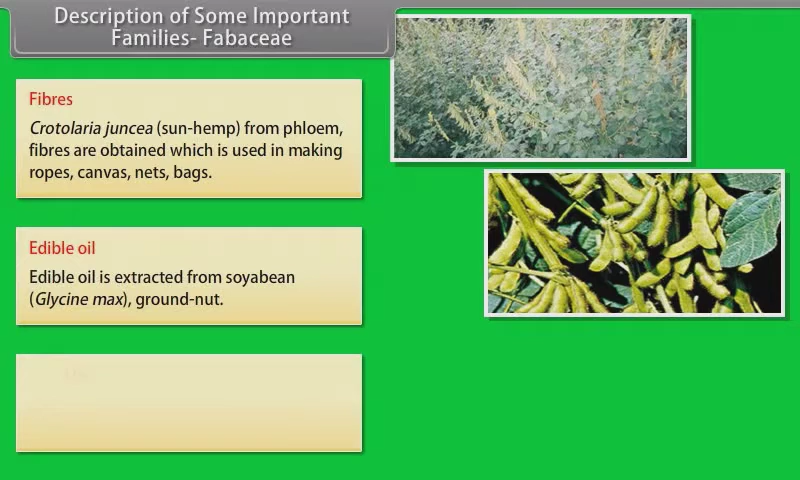 Description of Some Important
Families- Fabaceae
Fibres
Crotolaria juncea (sun-hemp) from phloem,
fibres are obtained which is used in making
ropes, canvas, nets, bags.
Edible oil
Edible oil is extracted from soyabean
(Glycine max), ground-nut.